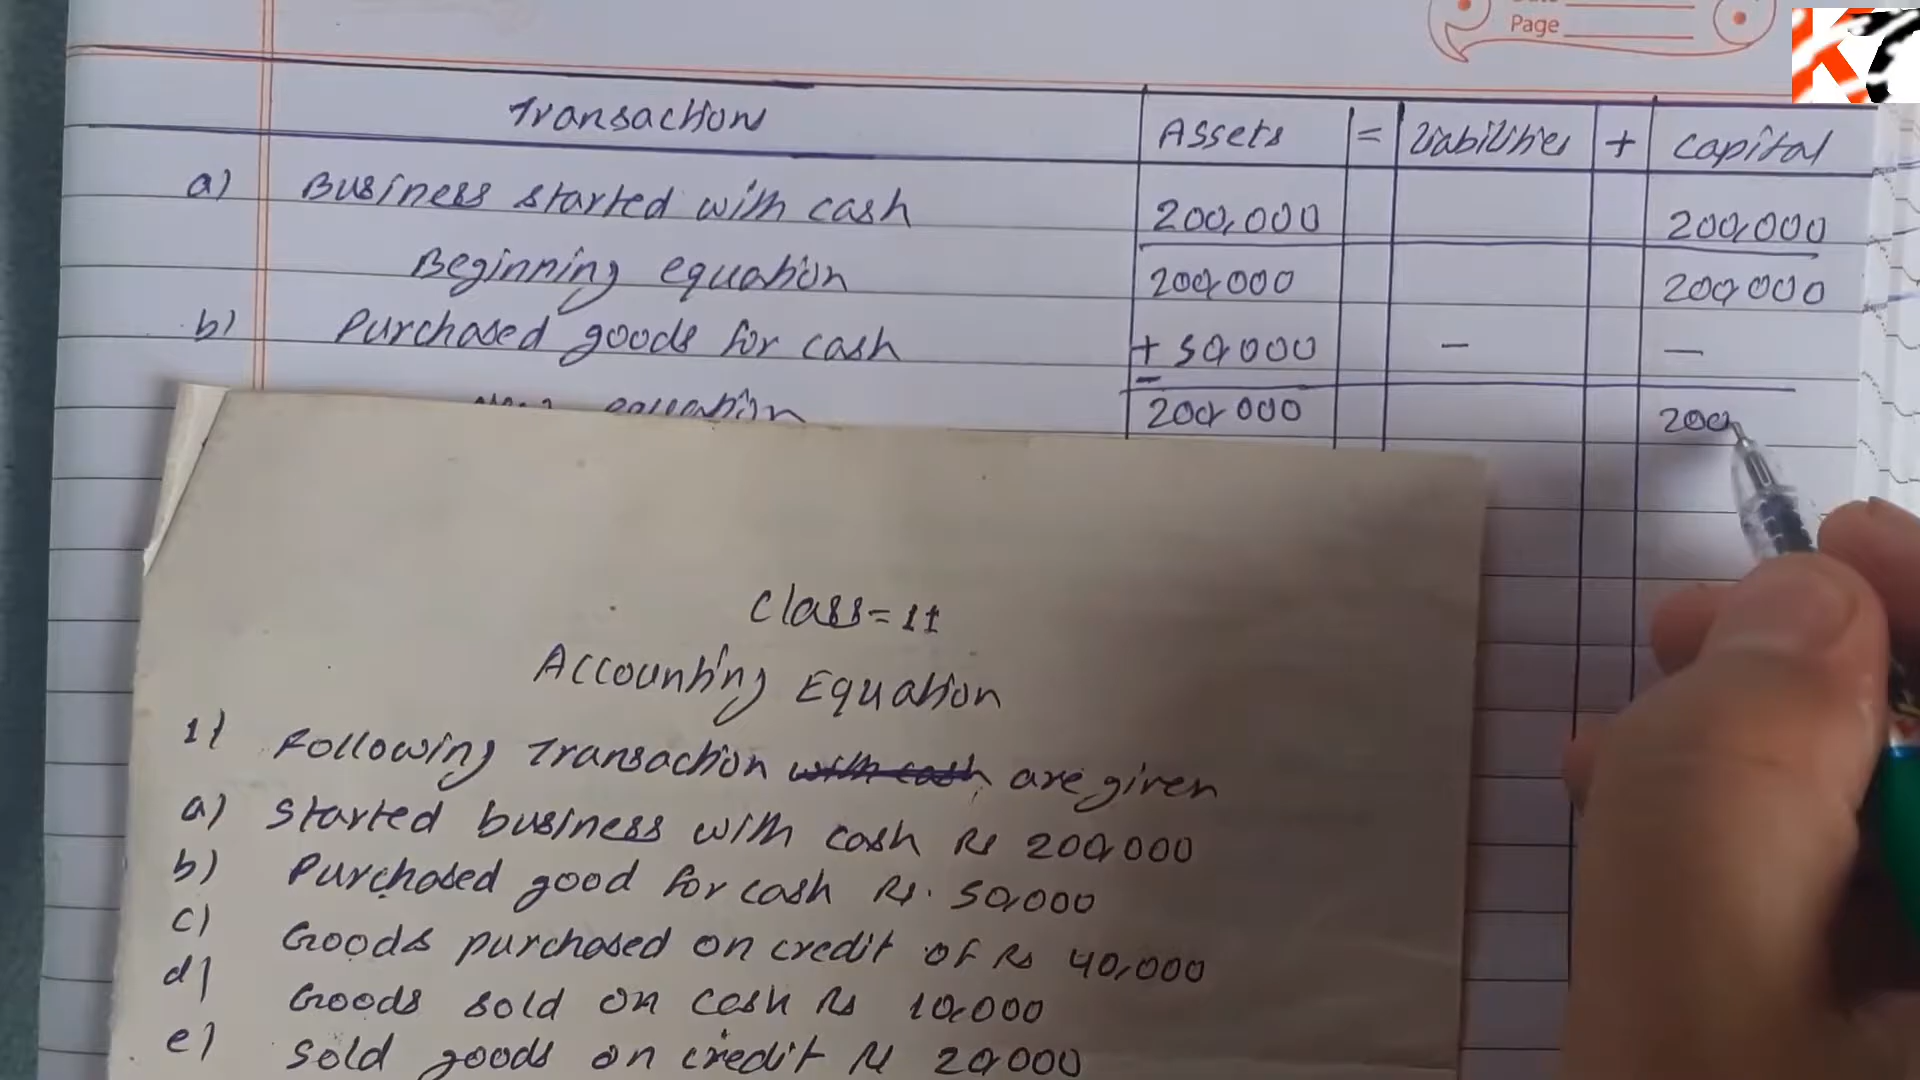 Page
Transaction Assets = Liabilities + Capital
a) Business started with cash 200,000 200,000
Beginning equation 200,000 200,000
b) Purchased goods for cash ± 50,000 — —
equation 200,000 200,
Class = 11
Accounting Equation
1) Following Transaction are given
a) Started business with cash Rs 200,000
b) Purchased good for cash Rs. 50,000
c) Goods purchased on credit of Rs 40,000
d) Goods sold on cash Rs 10,000
e) Sold goods on credit Rs 20,000